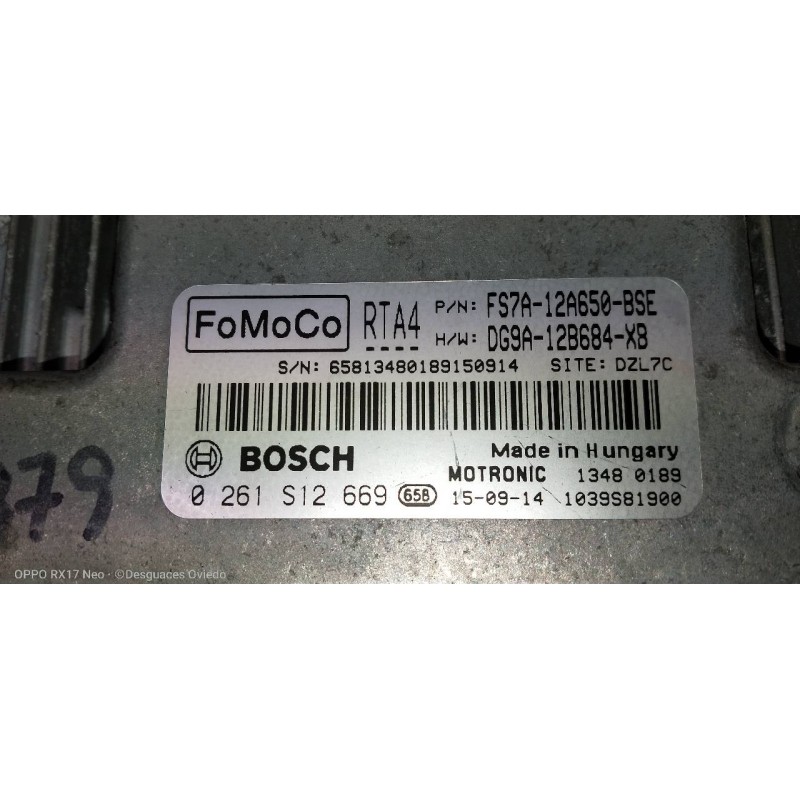 FoMoCo
RTA4
P/N: FS7A-12A650-BSE
H/W: DG9A-12B684-XB
S/N: 65813480189150914 SITE: DZL7C
BOSCH
Made in Hungary
MOTRONIC 1348 0189
0 261 S12 669 65B 15-09-14 1039S81900
379
OPPO RX17 Neo · ©Desguaces Oviedo